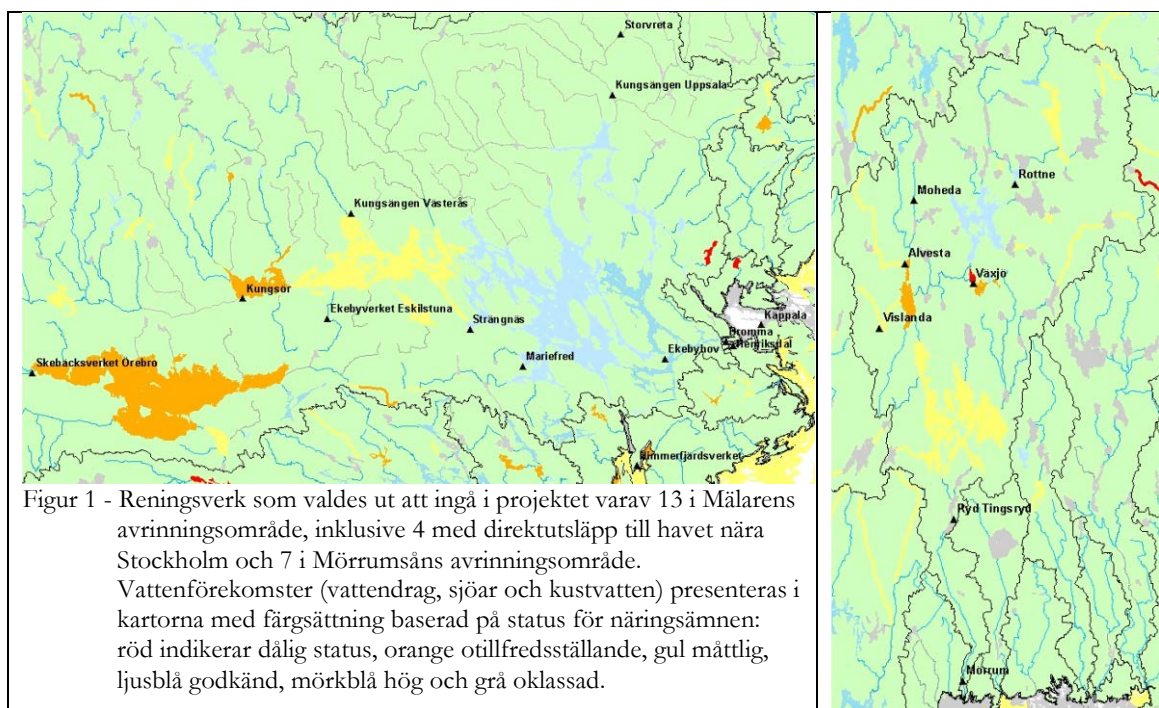 Storvreta
Kungsängen Uppsala
Kungsängen Västerås
Kungsör
Ekebyverket Eskilstuna
Strängnäs
Käppala
Bromma
Henriksdal
Skebäcksverket Örebro
Mariefred
Ekebyhov
Himmerfjärdsverket
Figur 1 - Reningsverk som valdes ut att ingå i projektet varav 13 i Mälarens
avrinningsområde, inklusive 4 med direktutsläpp till havet nära
Stockholm och 7 i Mörrumsåns avrinningsområde.
Vattenförekomster (vattendrag, sjöar och kustvatten) presenteras i
kartorna med färgsättning baserad på status för näringsämnen:
röd indikerar dålig status, orange otillfredsställande, gul måttlig,
ljusblå godkänd, mörkblå hög och grå oklassad.
Rottne
Moheda
Alvesta
Växjö
Vislanda
Ryd Tingsryd
Mörrum